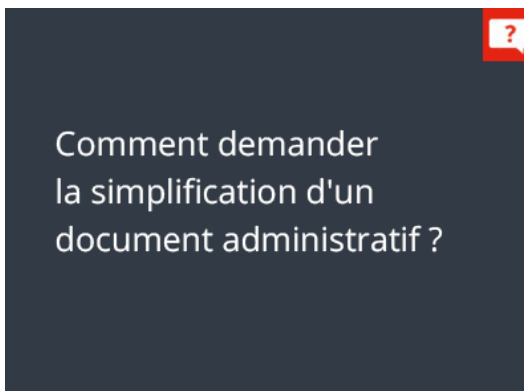 ?
Comment demander
la simplification d'un
document administratif ?